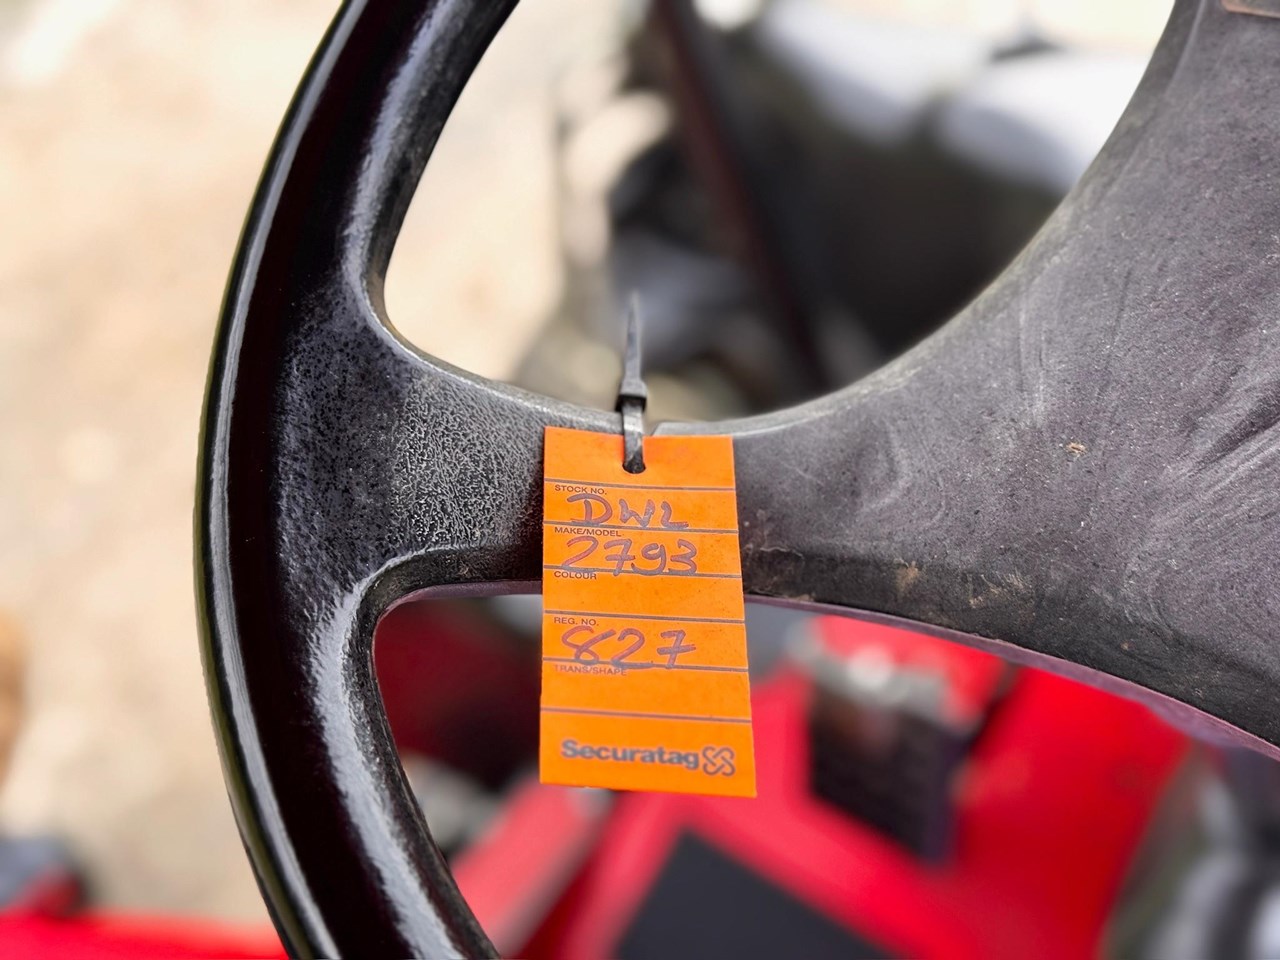 STOCK NO.
DWL
MAKE/MODEL
2793
COLOUR
REG. NO.
827
TRANS/SHAPE
Securatag